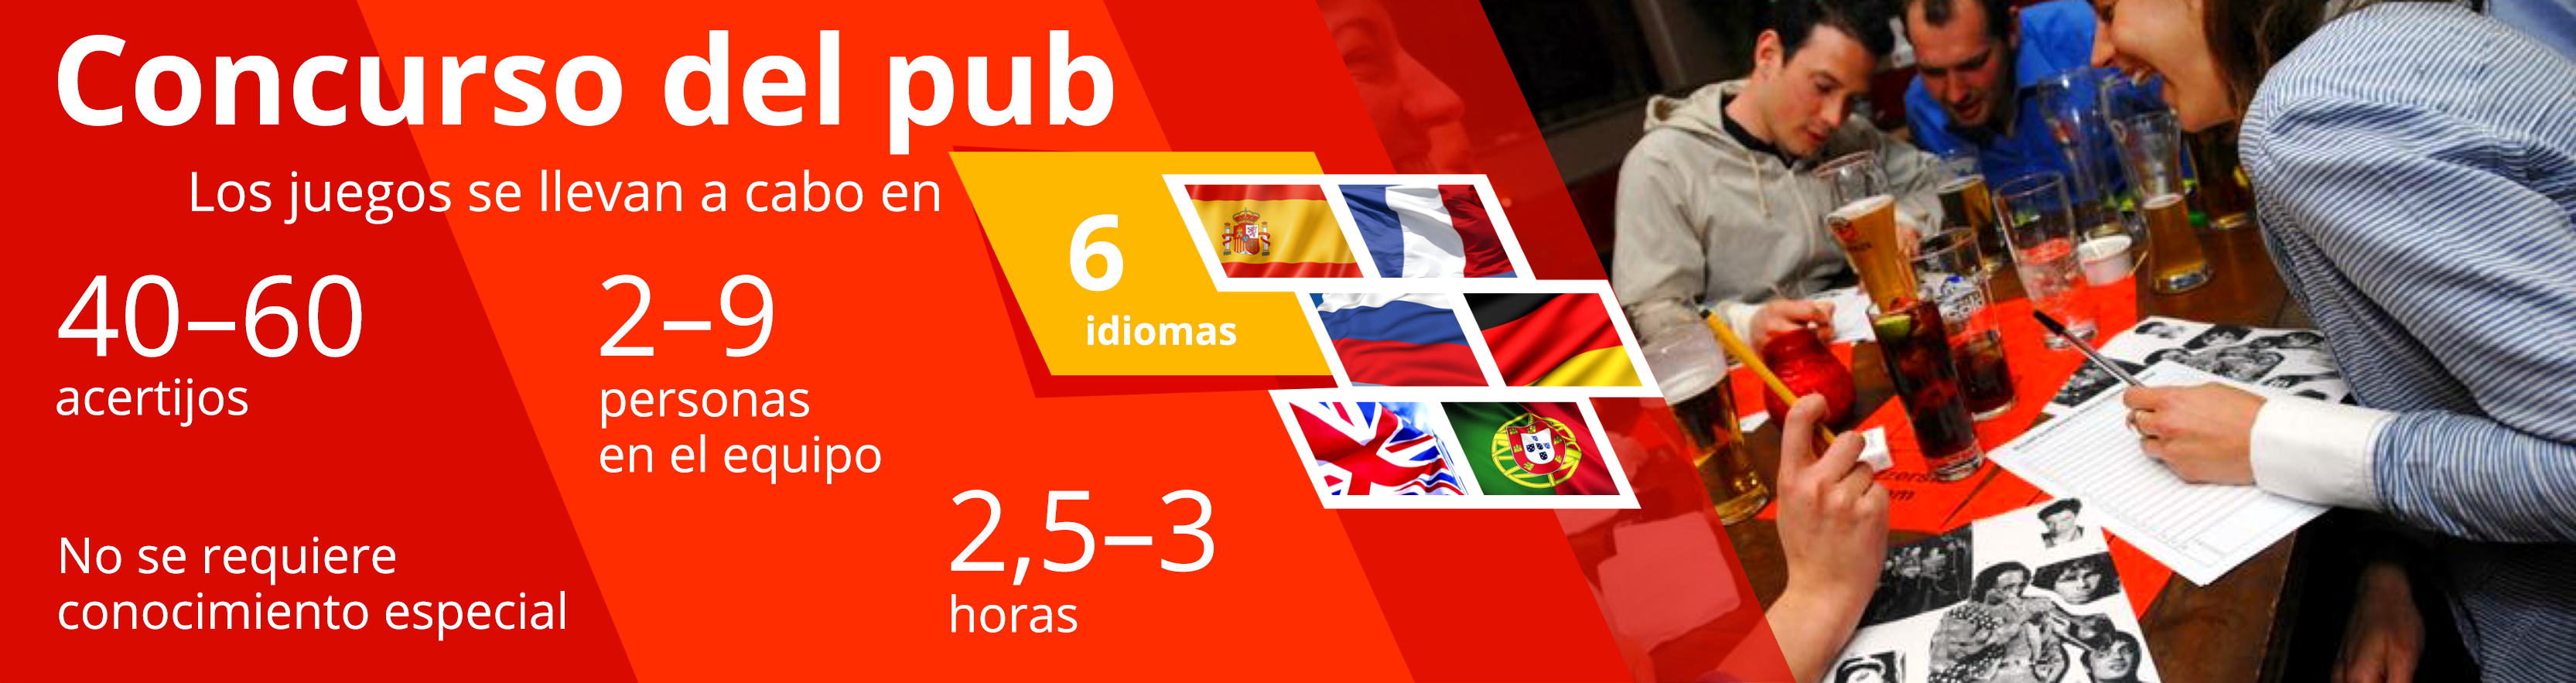 Concurso del pub
Los juegos se llevan a cabo en
6
idiomas
40–60
acertijos
2–9
personas
en el equipo
No se requiere
conocimiento especial
2,5–3
horas